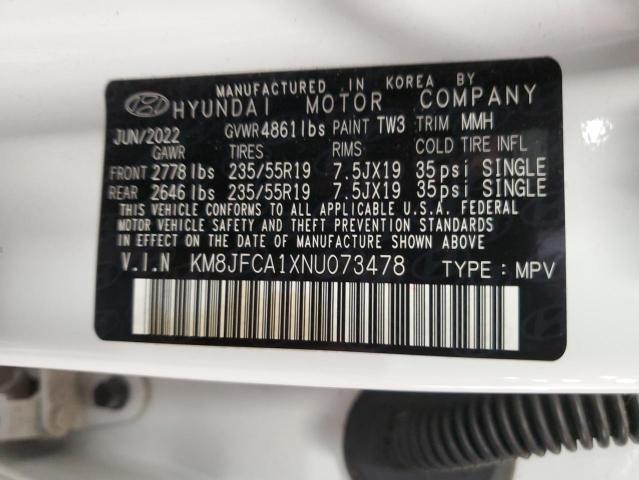 MANUFACTURED IN KOREA BY
HYUNDAI MOTOR COMPANY
JUN/2022 GVWR 4861lbs PAINT TW3 TRIM MMH
GAWR TIRES RIMS COLD TIRE INFL
FRONT 2778 lbs 235/55R19 7.5JX19 35psi SINGLE
REAR 2646 lbs 235/55R19 7.5JX19 35psi SINGLE
THIS VEHICLE CONFORMS TO ALL APPLICABLE U.S.A. FEDERAL
MOTOR VEHICLE SAFETY AND THEFT PREVENTION STANDARDS
IN EFFECT ON THE DATE OF MANUFACTURE SHOWN ABOVE.
V.I.N KM8JFCA1XNU073478 TYPE : MPV